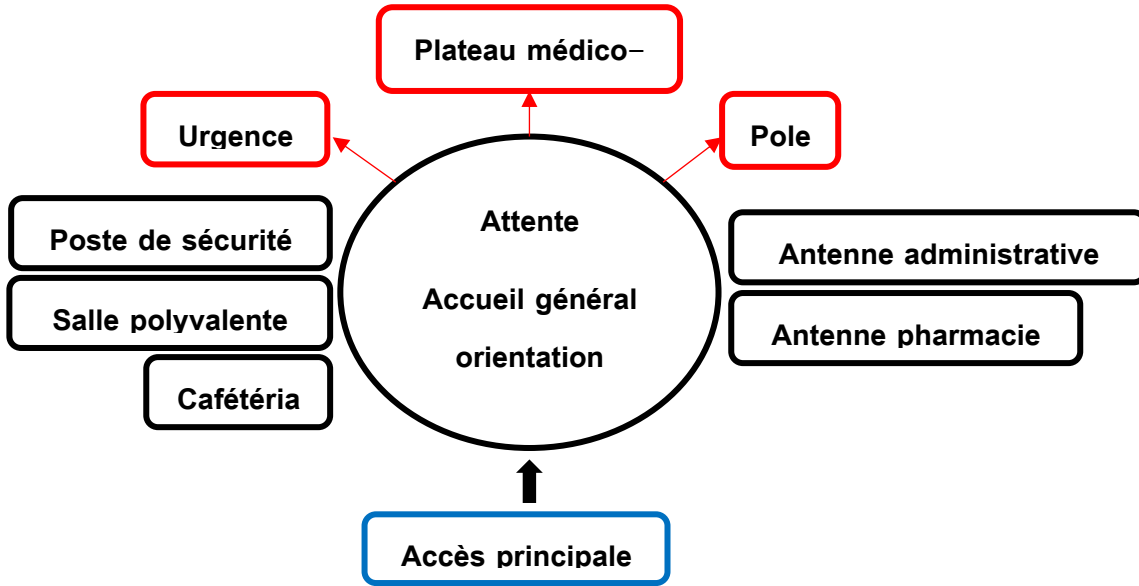 Plateau médico–
Urgence
Pole
Poste de sécurité
Attente
Antenne administrative
Salle polyvalente
Accueil général
Antenne pharmacie
orientation
Cafétéria
Accès principale